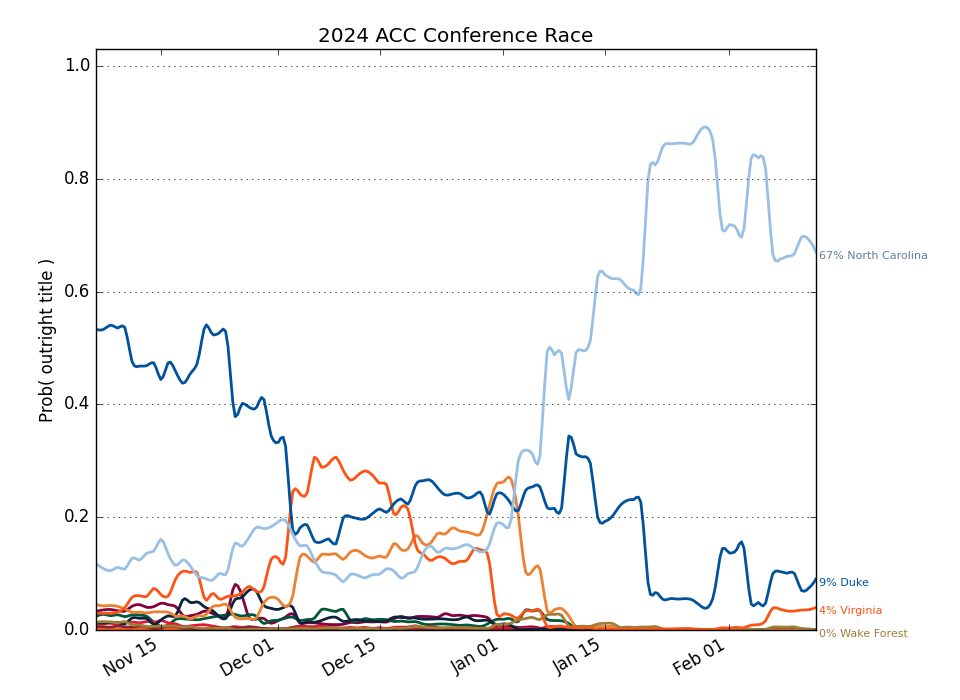 2024 ACC Conference Race
Prob( outright title )
1.0
0.8
0.6
0.4
0.2
0.0
Nov 15
Dec 01
Dec 15
Jan 01
Jan 15
Feb 01
67% North Carolina
9% Duke
4% Virginia
0% Wake Forest